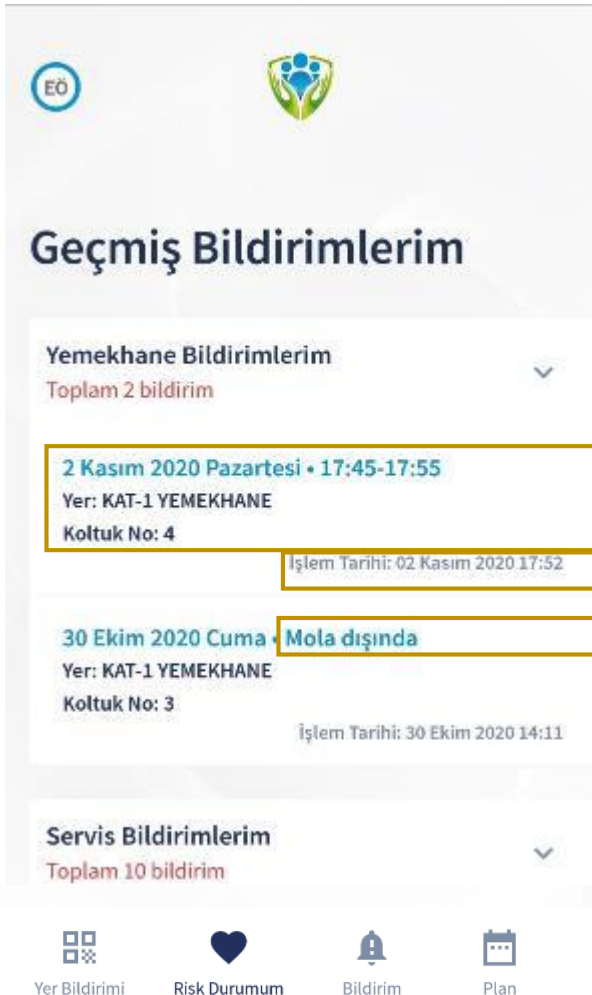 EÖ
Geçmiş Bildirimlerim
Yemekhane Bildirimlerim
Toplam 2 bildirim
2 Kasım 2020 Pazartesi • 17:45-17:55
Yer: KAT-1 YEMEKHANE
Koltuk No: 4
İşlem Tarihi: 02 Kasım 2020 17:52
30 Ekim 2020 Cuma • Mola dışında
Yer: KAT-1 YEMEKHANE
Koltuk No: 3
İşlem Tarihi: 30 Ekim 2020 14:11
Servis Bildirimlerim
Toplam 10 bildirim
Yer Bildirimi Risk Durumum Bildirim Plan